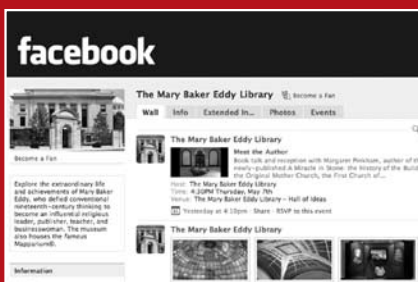 facebook
The Mary Baker Eddy Library Become a Fan
Wall Info Extended In... Photos Events
Become a Fan
Explore the extraordinary life
and achievements of Mary Baker
Eddy, who defied conventional
nineteenth-century thinking to
become an influential religious
leader, publisher, teacher, and
businesswoman. The museum
also houses the famous
Mapparium®.
Information
The Mary Baker Eddy Library
Meet the Author
Book talk and reception with Margaret Pinkham, author of th
newly-published A Miracle in Stone: the history of the Build
the Original Mother Church, the First Church of...
Host: The Mary Baker Eddy Library
Time: 4:30PM Thursday, May 7th
Venue: The Mary Baker Eddy Library - Hall of Ideas
Yesterday at 4:10pm · Share · RSVP to this event
The Mary Baker Eddy Library